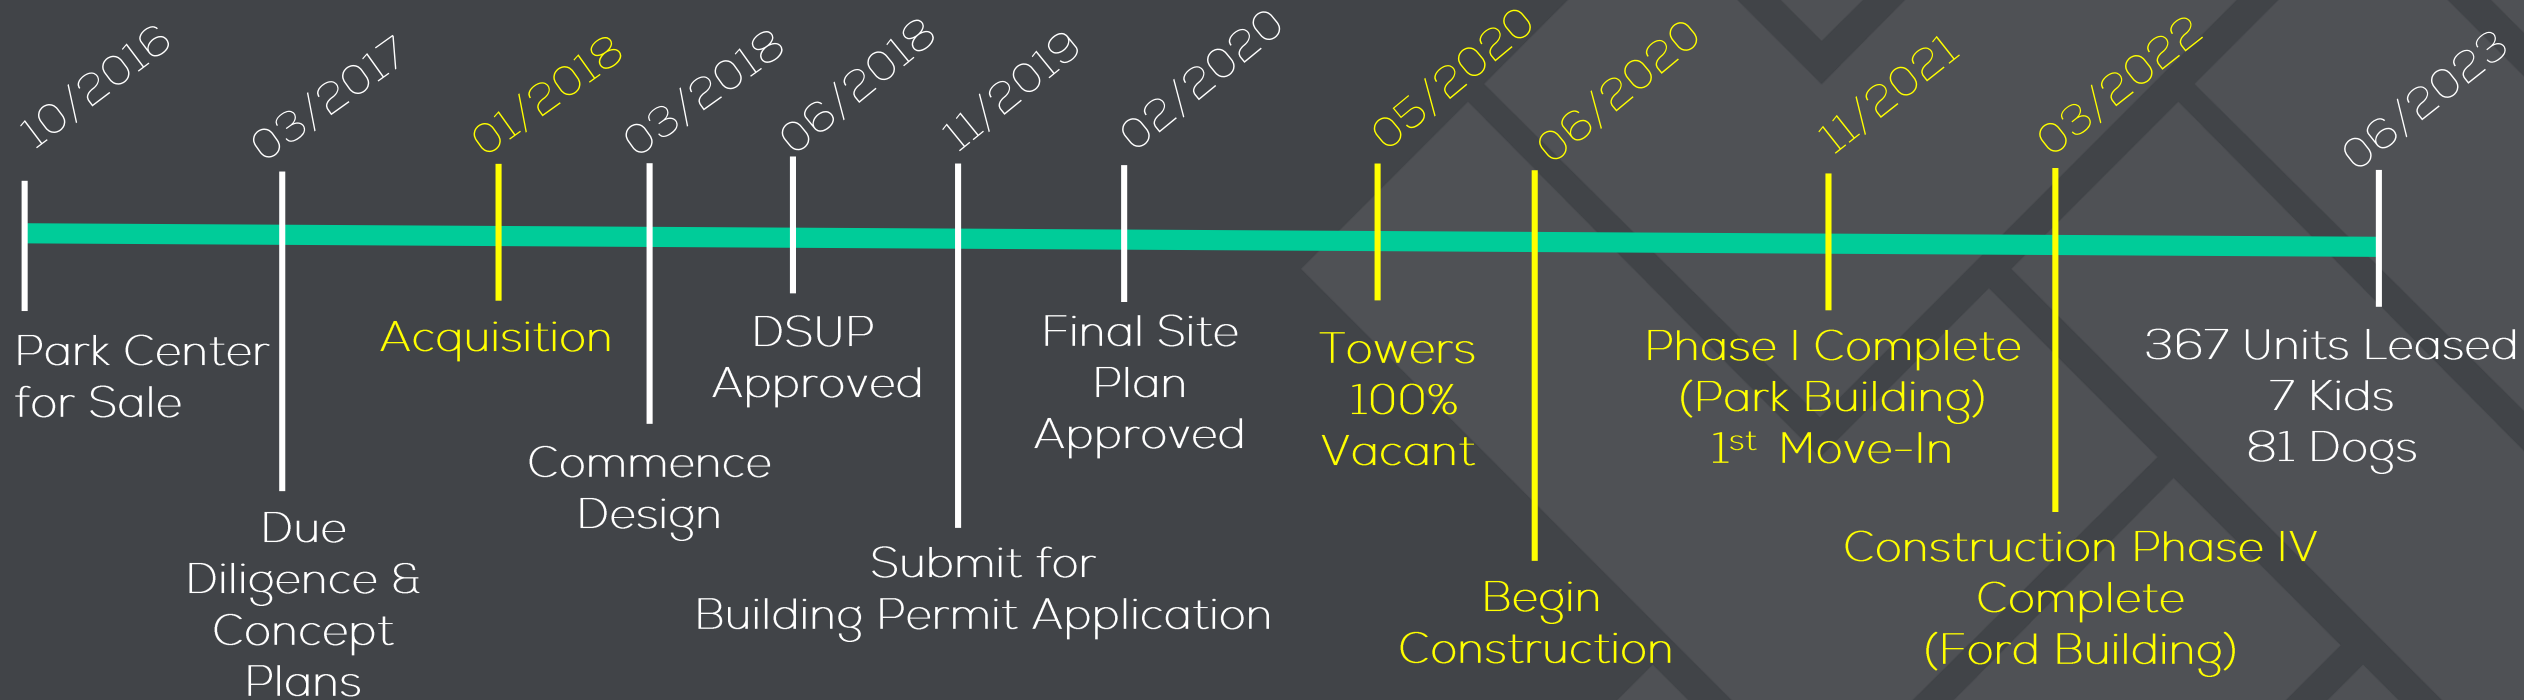 10/2016
03/2017
01/2018
03/2018
06/2018
11/2019
02/2020
05/2020
06/2020
11/2021
03/2022
06/2023
Park Center
for Sale
Due
Diligence &
Concept
Plans
Acquisition
Commence
Design
DSUP
Approved
Submit for
Building Permit Application
Final Site
Plan
Approved
Towers
100%
Vacant
Begin
Construction
Phase I Complete
(Park Building)
1st Move-In
Construction Phase IV
Complete
(Ford Building)
367 Units Leased
7 Kids
81 Dogs